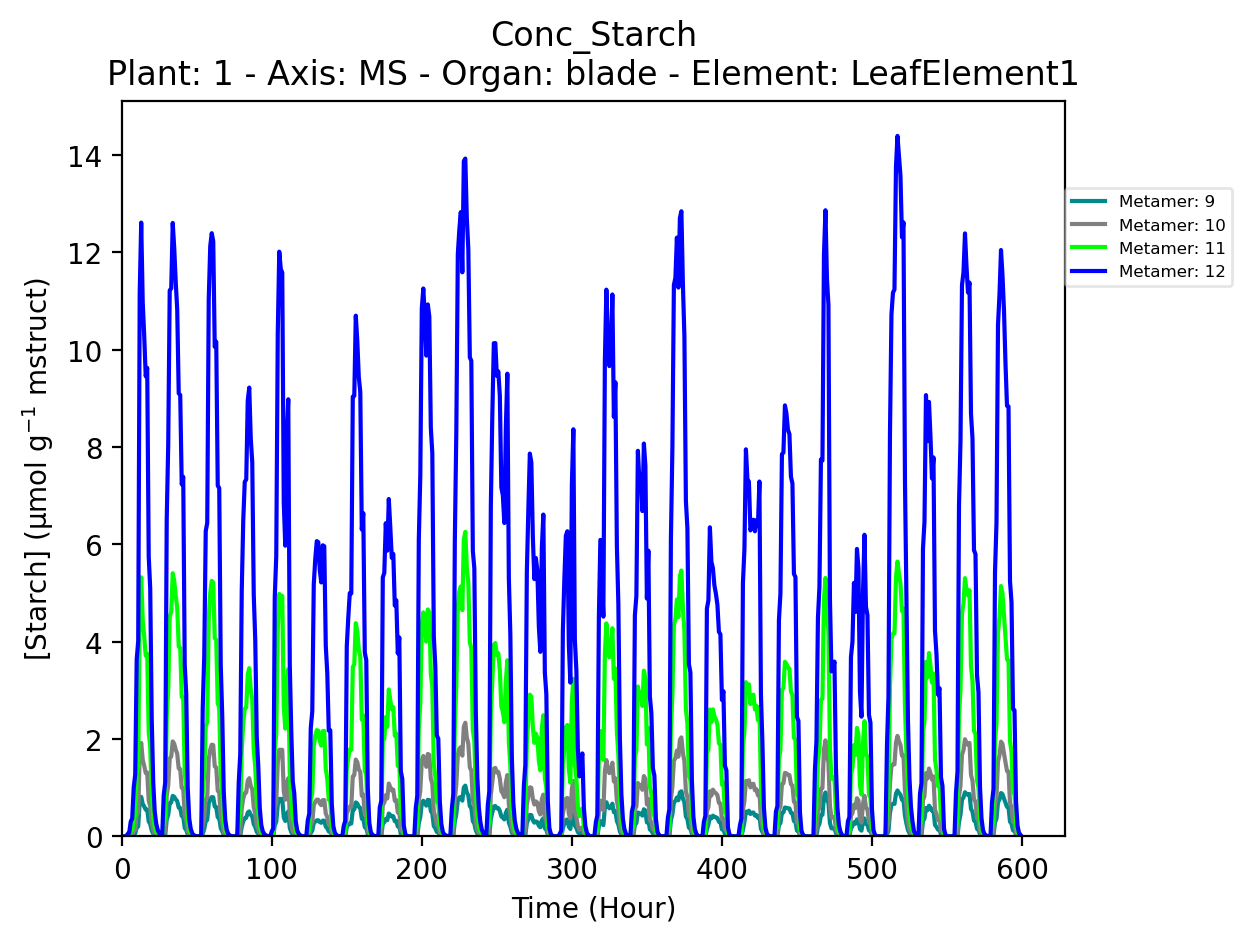 Conc_Starch
Plant: 1 - Axis: MS - Organ: blade - Element: LeafElement1
14
12
10
8
6
4
2
0
[Starch] (µmol g⁻¹ mstruct)
Metamer: 9
Metamer: 10
Metamer: 11
Metamer: 12
0 100 200 300 400 500 600
Time (Hour)